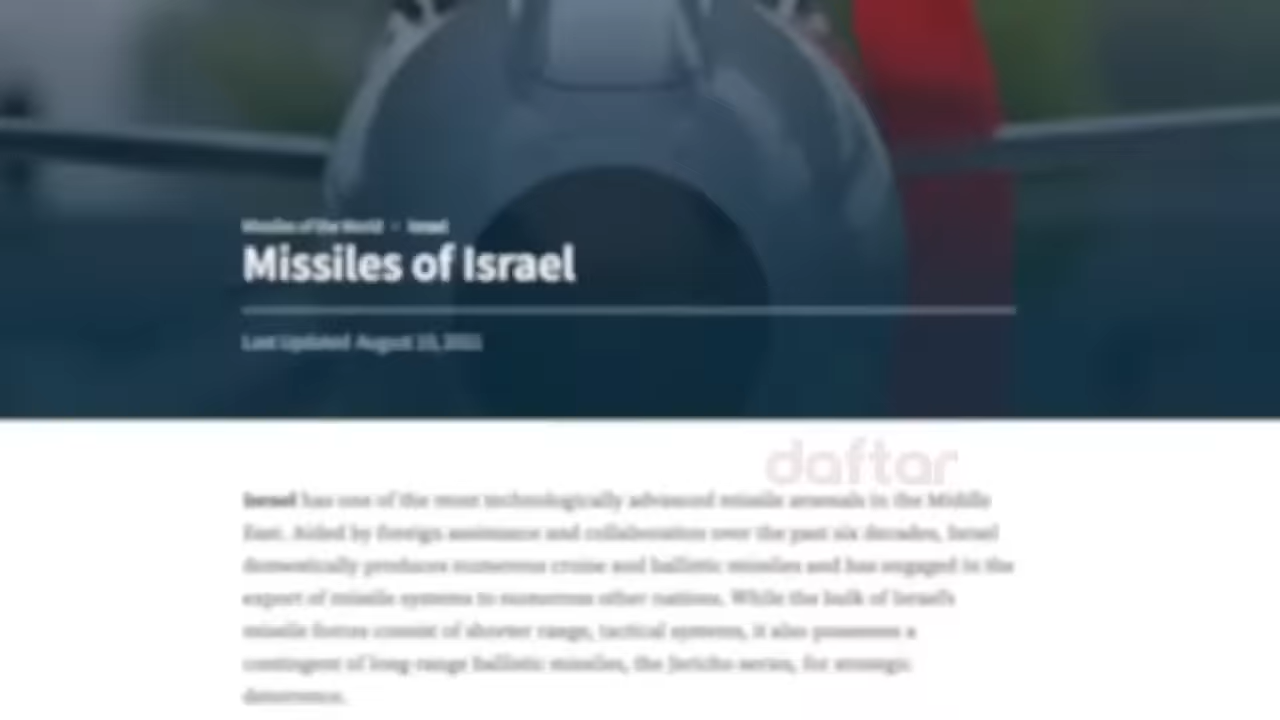 Missiles of the World • Israel
Missiles of Israel
Last Updated August 10, 2021
daftar
Israel has one of the most technologically advanced missile arsenals in the Middle
East. Aided by foreign assistance and collaboration over the past six decades, Israel
domestically produces numerous cruise and ballistic missiles and has engaged in the
export of missile systems to numerous other nations. While the bulk of Israel's
missile forces consist of shorter range, tactical systems, it also possesses a
contingent of long-range ballistic missiles, the Jericho series, for strategic
deterrence.